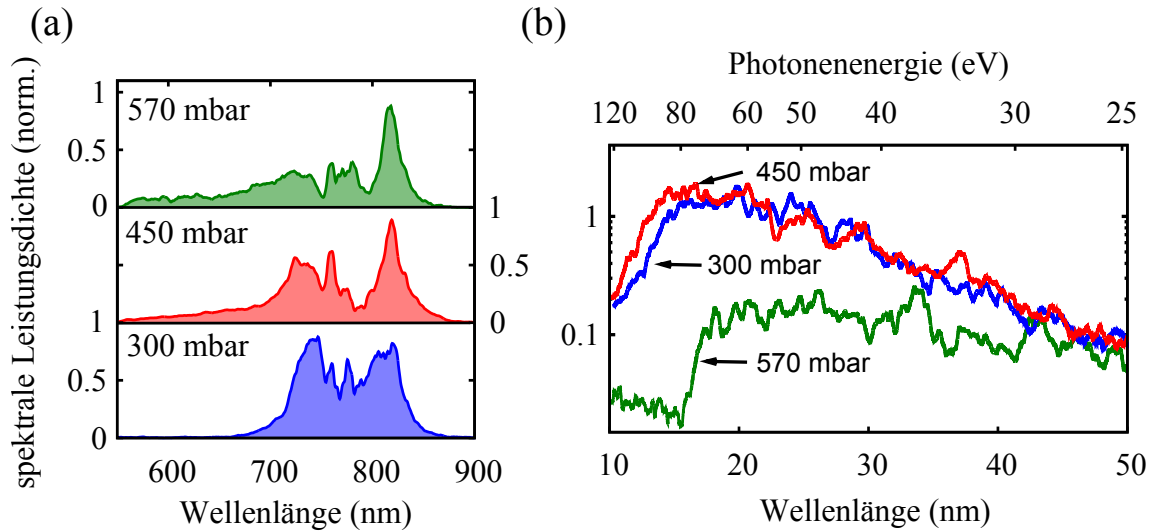 (a)
spektrale Leistungsdichte (norm.)
1
570 mbar
0.5
0
1
450 mbar
0.5
0
1
300 mbar
0.5
0
600 700 800 900
Wellenlänge (nm)
(b)
Photonenenergie (eV)
120 80 60 50 40 30 25
450 mbar
1
300 mbar
0.1
570 mbar
10 20 30 40 50
Wellenlänge (nm)